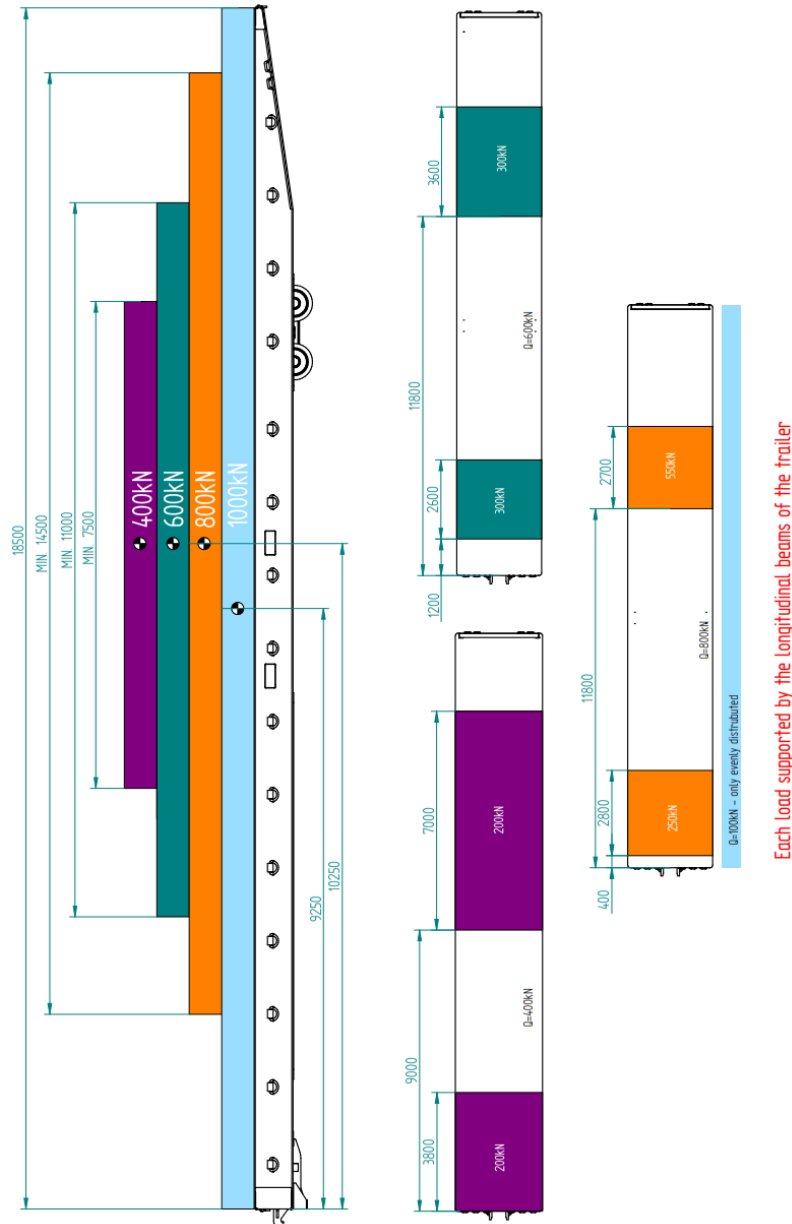 18500
MIN. 14500
MIN. 11000
MIN. 7500
400kN
600kN
800kN
1000kN
9250
10250
3600
300kN
11800
Q=600kN
2600
300kN
1200
7000
200kN
9000
Q=400kN
3800
200kN
2700
550kN
11800
Q=800kN
2800
250kN
400
Q=100kN - only evenly distrubuted
Each load supported by the longitudinal beams of the trailer